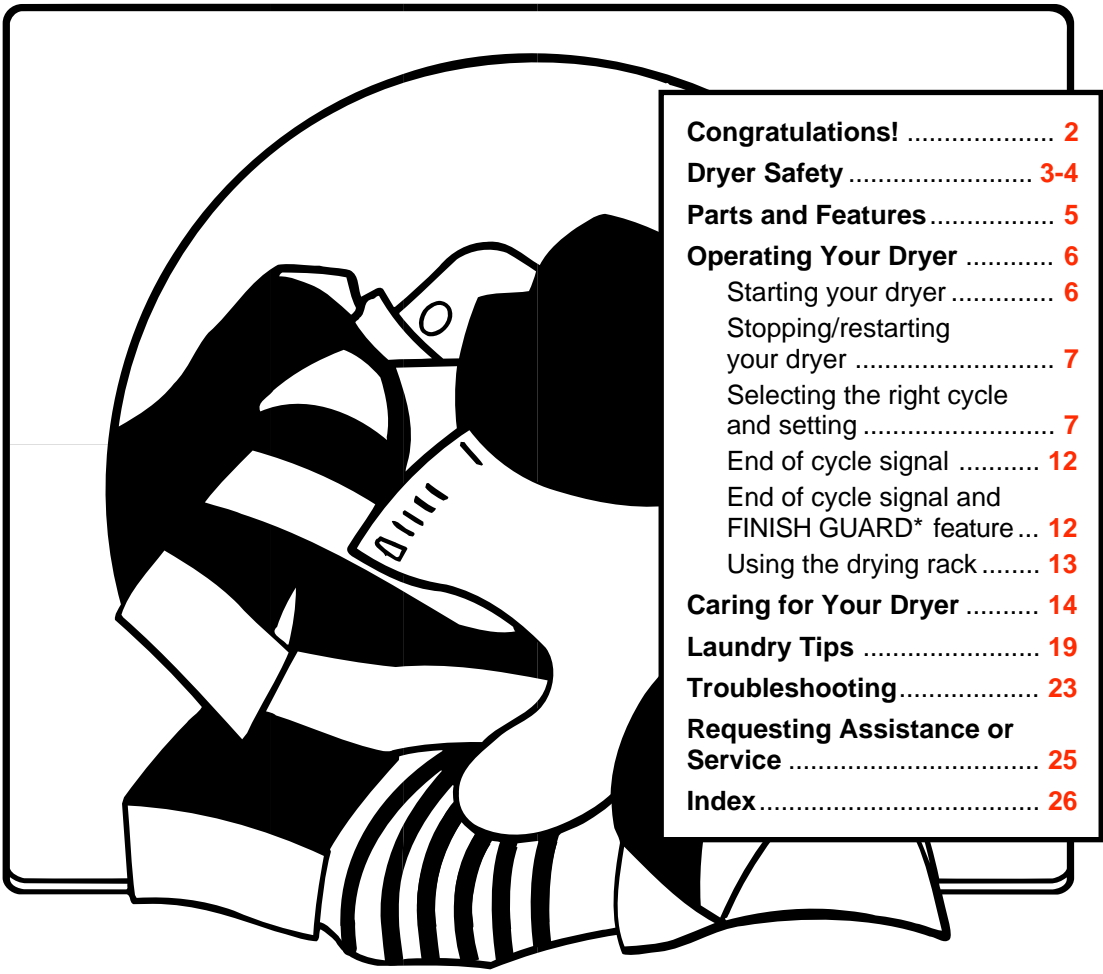 Congratulations! .................... 2
Dryer Safety ......................... 3-4
Parts and Features ................. 5
Operating Your Dryer ............ 6
Starting your dryer .............. 6
Stopping/restarting
your dryer ........................... 7
Selecting the right cycle
and setting .......................... 7
End of cycle signal ........... 12
End of cycle signal and
FINISH GUARD* feature ... 12
Using the drying rack ........ 13
Caring for Your Dryer .......... 14
Laundry Tips ........................ 19
Troubleshooting ................... 23
Requesting Assistance or
Service .................................. 25
Index ...................................... 26